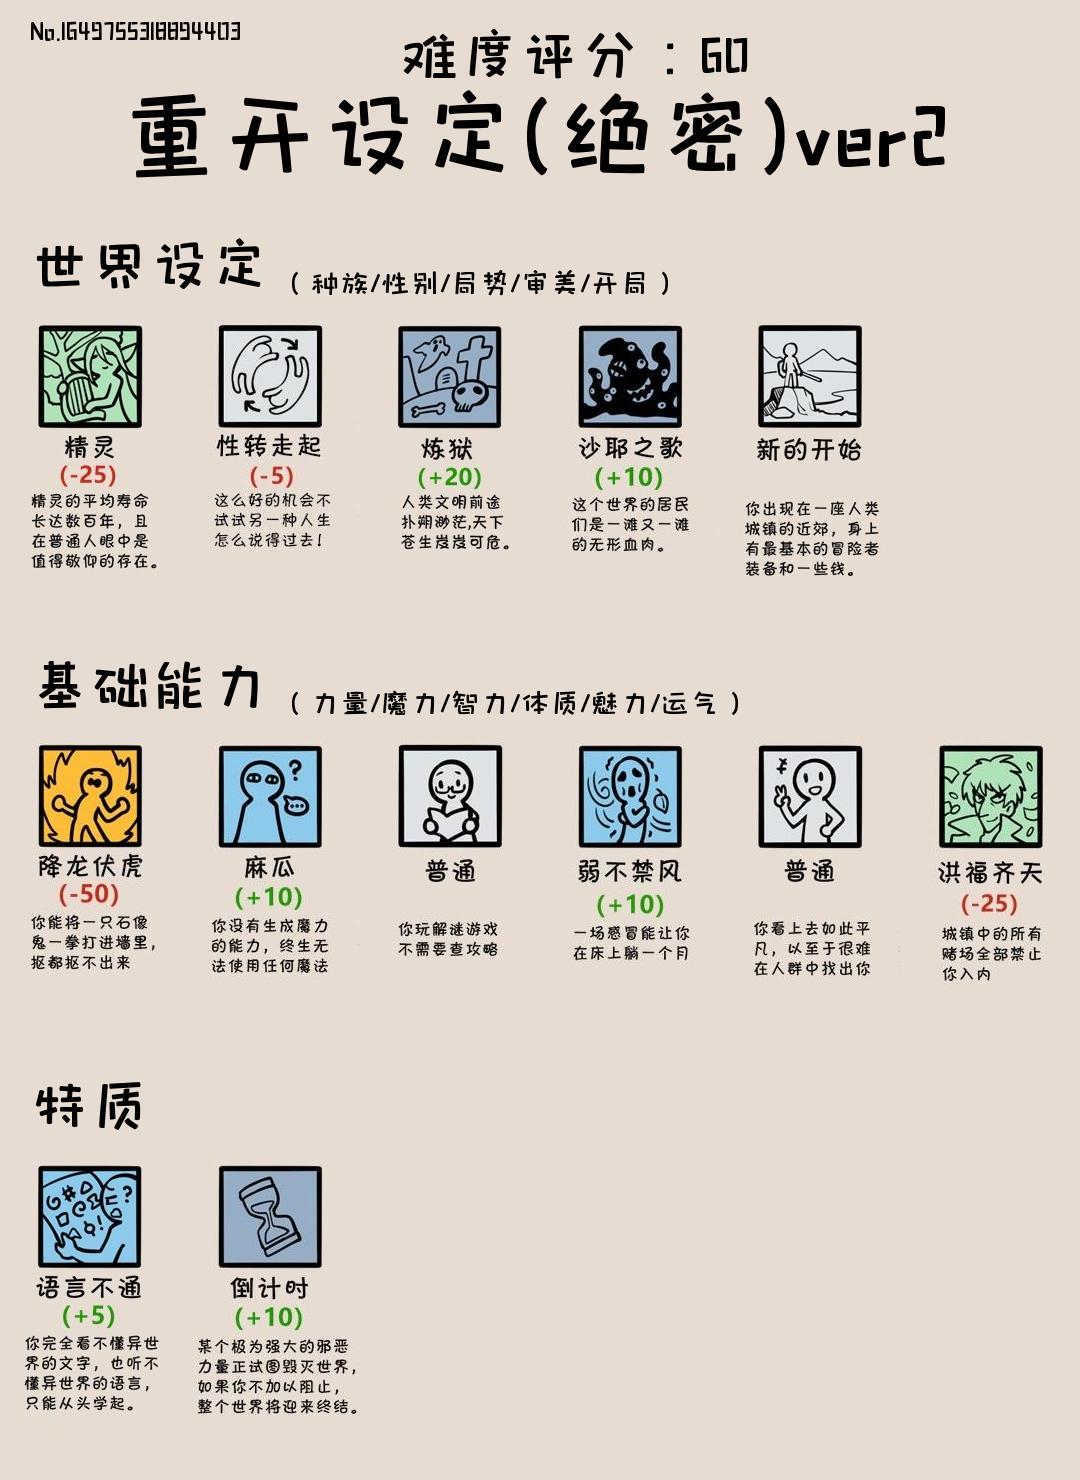 No.1649755318894403
难度评分：60
重开设定(绝密)ver2
世界设定 （种族/性别/局势/审美/开局）
精灵
(-25)
精灵的平均寿命
长达数百年，且
在普通人眼中是
值得敬仰的存在。
性转走起
(-5)
这么好的机会不
试试另一种人生
怎么说得过去！
炼狱
(+20)
人类文明前途
扑朔渺茫,天下
苍生岌岌可危。
沙耶之歌
(+10)
这个世界的居民
们是一滩又一滩
的无形血肉。
新的开始
你出现在一座人类
城镇的近郊，身上
有最基本的冒险者
装备和一些钱。
基础能力 （力量/魔力/智力/体质/魅力/运气）
降龙伏虎
(-50)
你能将一只石像
鬼一拳打进墙里，
抠都抠不出来
麻瓜
(+10)
你没有生成魔力
的能力，终生无
法使用任何魔法
普通
你玩解谜游戏
不需要查攻略
弱不禁风
(+10)
一场感冒能让你
在床上躺一个月
普通
你看上去如此平
凡，以至于很难
在人群中找出你
洪福齐天
(-25)
城镇中的所有
赌场全部禁止
你入内
特质
语言不通
(+5)
你完全看不懂异世
界的文字，也听不
懂异世界的语言，
只能从头学起。
倒计时
(+10)
某个极为强大的邪恶
力量正试图毁灭世界，
如果你不加以阻止，
整个世界将迎来终结。